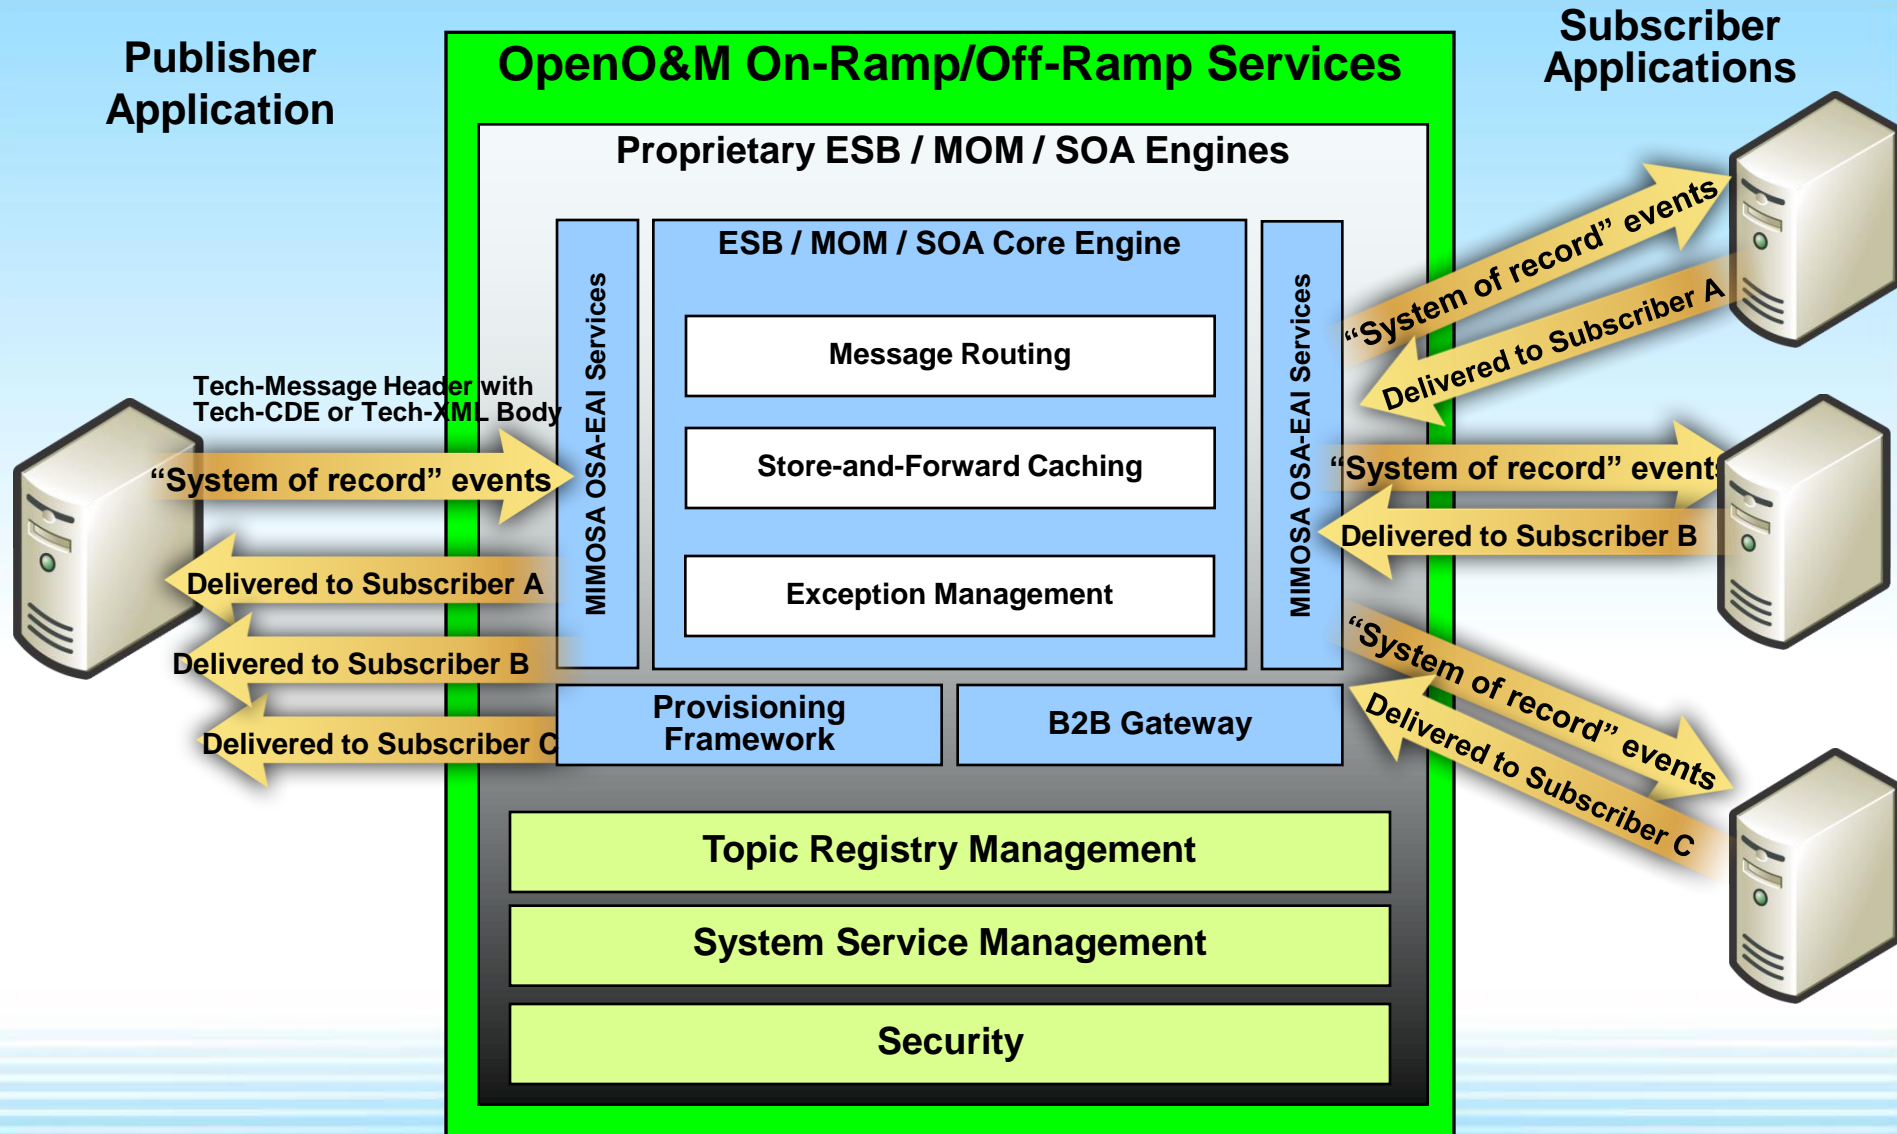 Publisher
Application
OpenO&M On-Ramp/Off-Ramp Services
Subscriber
Applications
Proprietary ESB / MOM / SOA Engines
ESB / MOM / SOA Core Engine
MIMOSA OSA-EAI Services
Message Routing
Store-and-Forward Caching
Exception Management
MIMOSA OSA-EAI Services
Tech-Message Header with
Tech-CDE or Tech-XML Body
“System of record” events
Delivered to Subscriber A
Delivered to Subscriber B
Delivered to Subscriber C
“System of record” events
Delivered to Subscriber A
“System of record” events
Delivered to Subscriber B
“System of record” events
Delivered to Subscriber C
Provisioning
Framework
B2B Gateway
Topic Registry Management
System Service Management
Security